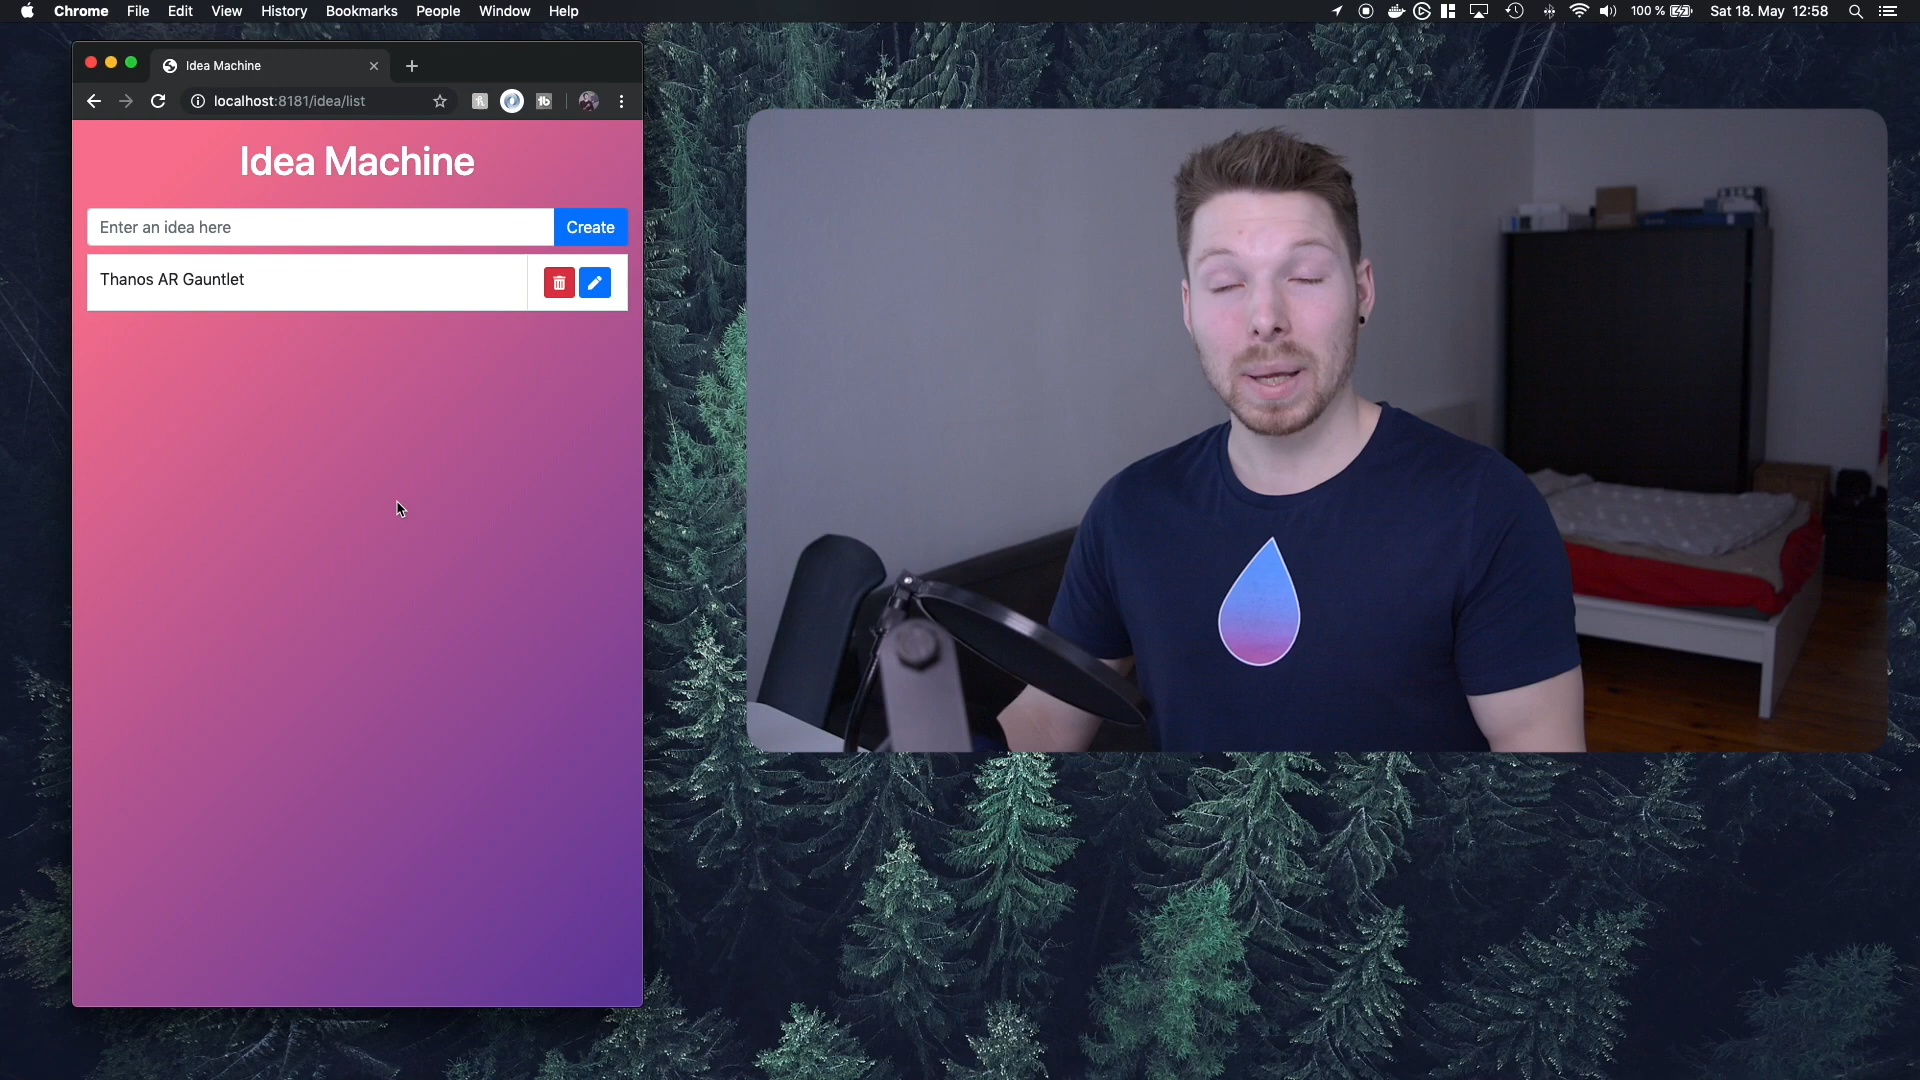 Chrome File Edit View History Bookmarks People Window Help 100 % Sat 18. May 12:58
Idea Machine
localhost:8181/idea/list
Idea Machine
Enter an idea here Create
Thanos AR Gauntlet